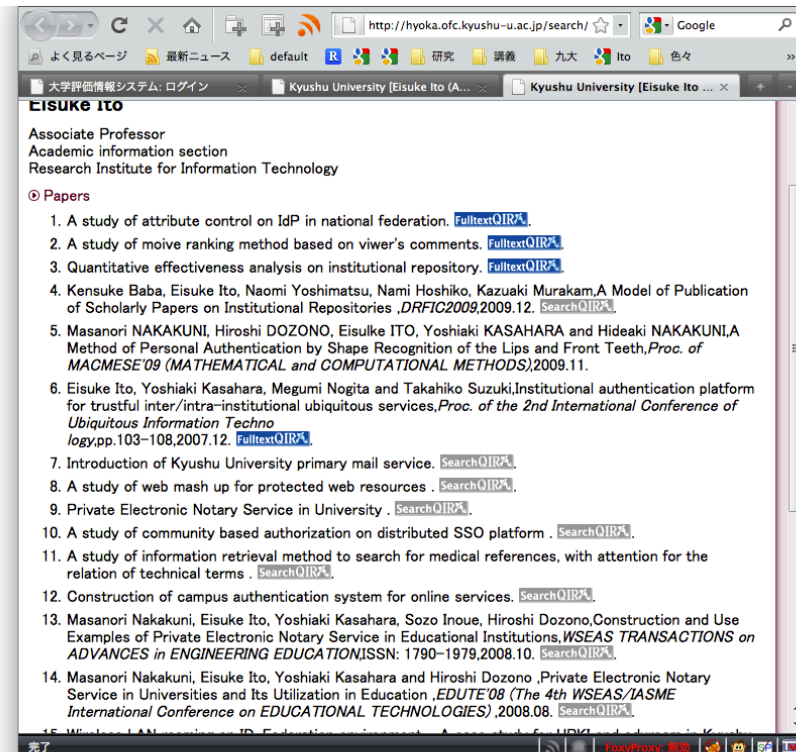 http://hyoka.ofc.kyushu-u.ac.jp/search/
Google
よく見るページ 最新ニュース default 研究 講義 九大 Ito 色々 »
大学評価情報システム: ログイン
Kyushu University [Eisuke Ito (A...
Kyushu University [Eisuke Ito ...
Eisuke Ito
Associate Professor
Academic information section
Research Institute for Information Technology
Papers
1. A study of attribute control on IdP in national federation. FulltextQIR.
2. A study of moive ranking method based on viwer's comments. FulltextQIR.
3. Quantitative effectiveness analysis on institutional repository. FulltextQIR.
4. Kensuke Baba, Eisuke Ito, Naomi Yoshimatsu, Nami Hoshiko, Kazuaki Murakam,A Model of Publication
of Scholarly Papers on Institutional Repositories ,DRFIC2009,2009.12. SearchQIR.
5. Masanori NAKAKUNI, Hiroshi DOZONO, Eisulke ITO, Yoshiaki KASAHARA and Hideaki NAKAKUNI,A
Method of Personal Authentication by Shape Recognition of the Lips and Front Teeth,Proc. of
MACMESE'09 (MATHEMATICAL and COMPUTATIONAL METHODS),2009.11.
6. Eisuke Ito, Yoshiaki Kasahara, Megumi Nogita and Takahiko Suzuki,Institutional authentication platform
for trustful inter/intra-institutional ubiquitous services,Proc. of the 2nd International Conference of
Ubiquitous Information Techno
logy,pp.103-108,2007.12. FulltextQIR.
7. Introduction of Kyushu University primary mail service. SearchQIR.
8. A study of web mash up for protected web resources . SearchQIR.
9. Private Electronic Notary Service in University . SearchQIR.
10. A study of community based authorization on distributed SSO platform . SearchQIR.
11. A study of information retrieval method to search for medical references, with attention for the
relation of technical terms . SearchQIR.
12. Construction of campus authentication system for online services. SearchQIR.
13. Masanori Nakakuni, Eisuke Ito, Yoshiaki Kasahara, Sozo Inoue, Hiroshi Dozono,Construction and Use
Examples of Private Electronic Notary Service in Educational Institutions,WSEAS TRANSACTIONS on
ADVANCES in ENGINEERING EDUCATION,ISSN: 1790-1979,2008.10. SearchQIR.
14. Masanori Nakakuni, Eisuke Ito, Yoshiaki Kasahara and Hiroshi Dozono ,Private Electronic Notary
Service in Universities and Its Utilization in Education ,EDUTE'08 (The 4th WSEAS/IASME
International Conference on EDUCATIONAL TECHNOLOGIES) ,2008.08. SearchQIR.
完了
FoxyProxy: 無効